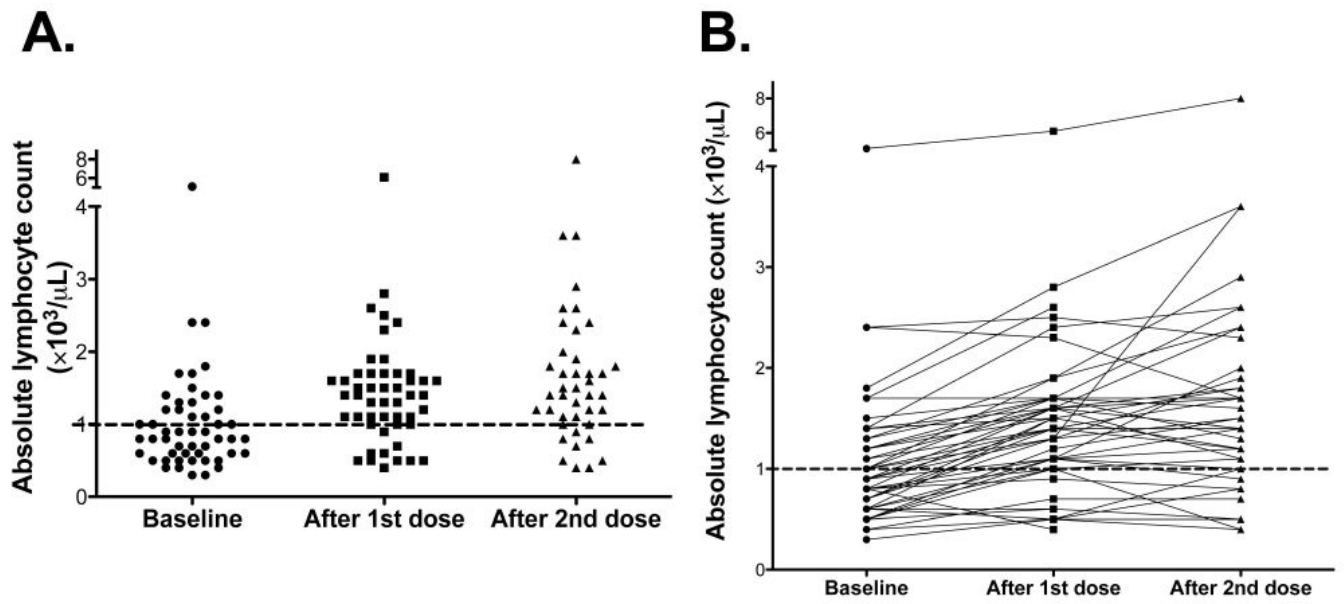 A.
Absolute lymphocyte count
(×10³/μL)
8
6
4
3
2
1
0
Baseline
After 1st dose
After 2nd dose
B.
Absolute lymphocyte count (×10³/μL)
8
6
4
3
2
1
0
Baseline
After 1st dose
After 2nd dose